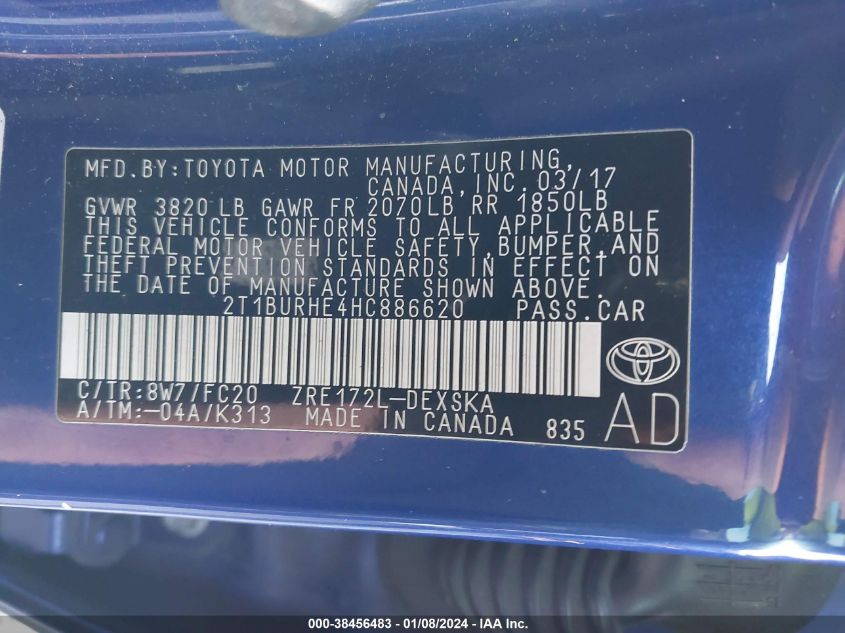 MFD.BY:TOYOTA MOTOR MANUFACTURING,
CANADA,INC. 03/17
GVWR 3820 LB GAWR FR 2070LB RR 1850LB
THIS VEHICLE CONFORMS TO ALL APPLICABLE
FEDERAL MOTOR VEHICLE SAFETY,BUMPER,AND
THEFT PREVENTION STANDARDS IN EFFECT ON
THE DATE OF MANUFACTURE SHOWN ABOVE.
2T1BURHE4HC886620 PASS.CAR
C/TR:8W7/FC20 ZRE172L-DEXSKA
A/TM:-04A/K313 MADE IN CANADA 835 AD
000-38456483 - 01/08/2024 - IAA Inc.